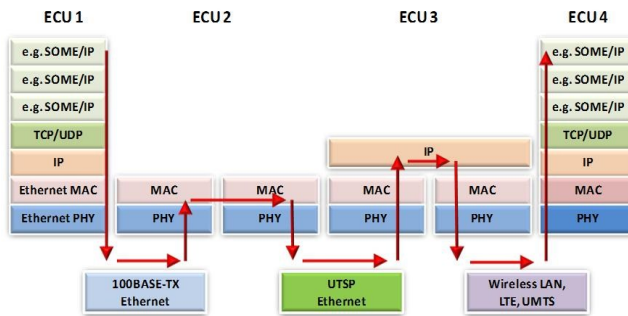 ECU 1
ECU 2
ECU 3
ECU 4
e.g. SOME/IP
e.g. SOME/IP
e.g. SOME/IP
e.g. SOME/IP
e.g. SOME/IP
e.g. SOME/IP
TCP/UDP
TCP/UDP
IP
IP
IP
Ethernet MAC
MAC
MAC
MAC
MAC
MAC
Ethernet PHY
PHY
PHY
PHY
PHY
PHY
100BASE-TX
Ethernet
UTSP
Ethernet
Wireless LAN,
LTE, UMTS